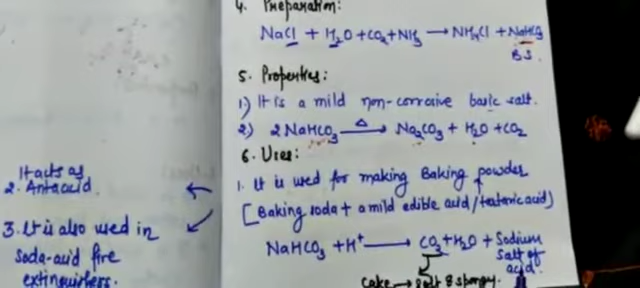 4. Preparation:
NaCl + H₂O + CO₂ + NH₃ → NH₄Cl + NaHCO₃
B.S.
5. Properties:
1.) It is a mild non-corrosive basic salt.
2.) 2 NaHCO₃ —Δ→ Na₂CO₃ + H₂O + CO₂
6. Uses:
1. It is used for making Baking powder
[Baking soda + a mild edible acid/tartaric acid)
NaHCO₃ + H⁺ → CO₂ + H₂O + Sodium
salt of
acid.
cake → soft & spongy.
It acts as
2. Antacid.
3. It is also used in
Soda-acid fire
extinguishers.